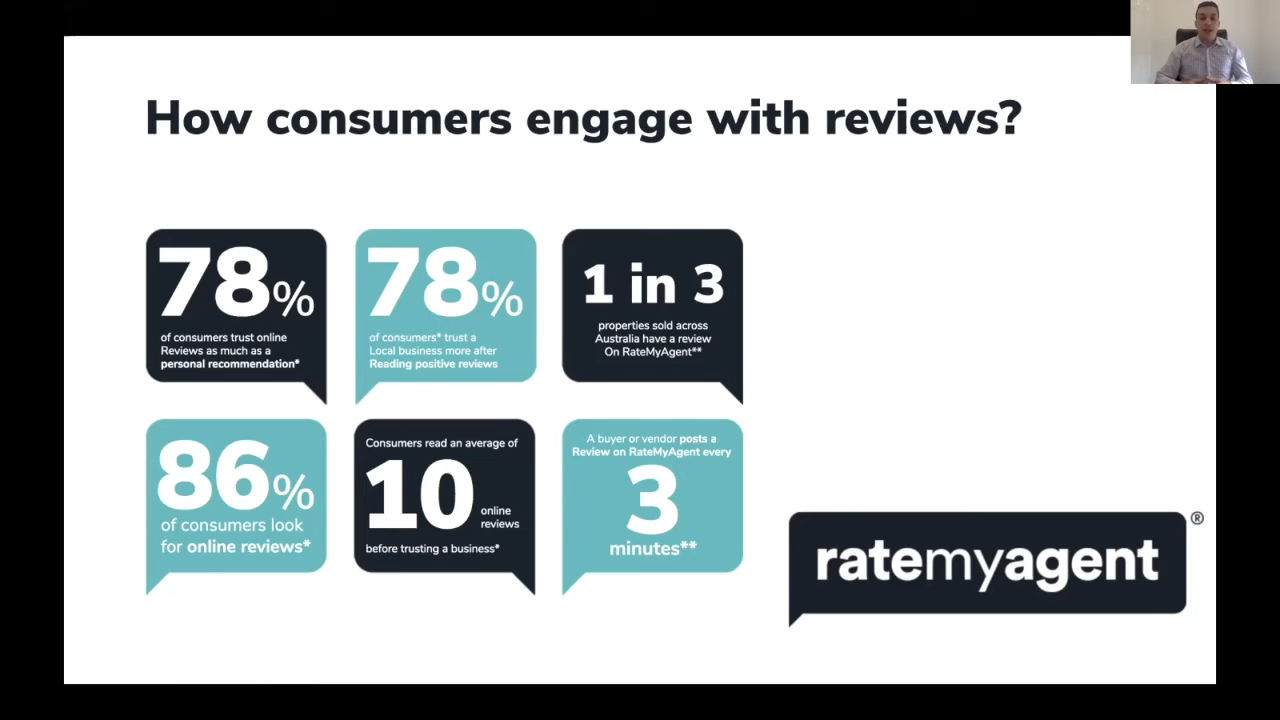 How consumers engage with reviews?
78%
of consumers trust online
Reviews as much as a
personal recommendation*
78%
of consumers* trust a
Local business more after
Reading positive reviews
1 in 3
properties sold across
Australia have a review
On RateMyAgent**
86%
of consumers look
for online reviews*
Consumers read an average of
10 online
reviews
before trusting a business*
A buyer or vendor posts a
Review on RateMyAgent every
3
minutes**
ratemyagent®